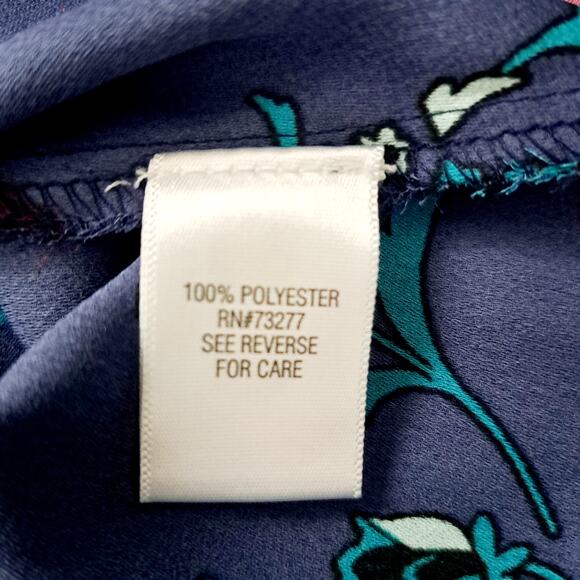 100% POLYESTER
RN#73277
SEE REVERSE
FOR CARE